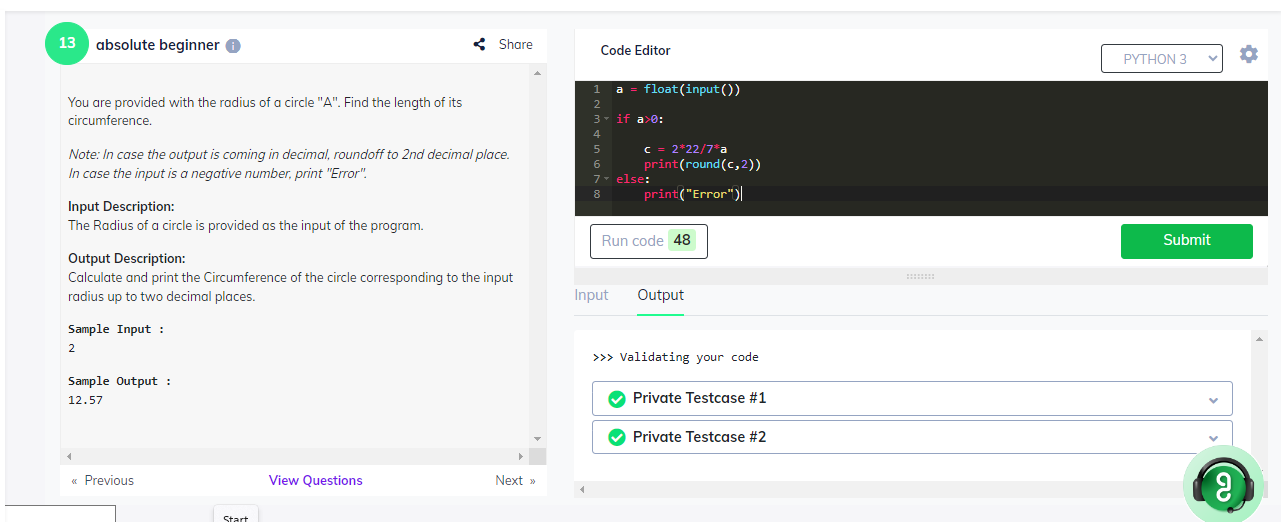 13 absolute beginner
Share
You are provided with the radius of a circle "A". Find the length of its
circumference.
Note: In case the output is coming in decimal, roundoff to 2nd decimal place.
In case the input is a negative number, print "Error".
Input Description:
The Radius of a circle is provided as the input of the program.
Output Description:
Calculate and print the Circumference of the circle corresponding to the input
radius up to two decimal places.
Sample Input :
2
Sample Output :
12.57
« Previous
View Questions
Next »
Start
Code Editor
PYTHON 3
1 a = float(input())
2
3 if a>0:
4
5 c = 2*22/7*a
6 print(round(c,2))
7 else:
8 print("Error")
Run code 48
Submit
Input
Output
>>> Validating your code
Private Testcase #1
Private Testcase #2